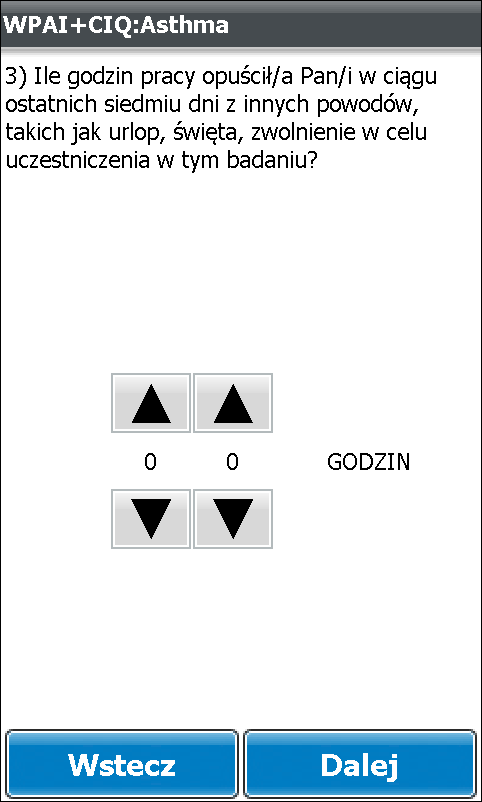 WPAI+CIQ:Asthma
3) Ile godzin pracy opuścił/a Pan/i w ciągu
ostatnich siedmiu dni z innych powodów,
takich jak urlop, święta, zwolnienie w celu
uczestniczenia w tym badaniu?
0 0 GODZIN
Wstecz Dalej